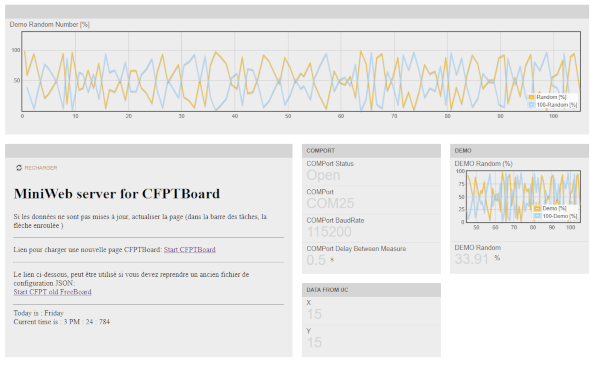 Demo Random Number [%]
100
50
0 10 20 30 40 50 60 70 80 90 100
Random [%]
100-Random [%]
RECHARGER
MiniWeb server for CFPTBoard
Si les données ne sont pas mises à jour, actualiser la page (dans la barre des tâches, la
flèche enroulée )
Lien pour charger une nouvelle page CFPTBoard: Start CFPTBoard
Le lien ci-dessous, peut être utilisé si vous devez reprendre un ancien fichier de
configuration JSON:
Start CFPT old FreeBoard
Today is : Friday
Current time is : 3 PM : 24 : 784
COMPORT
COMPort Status
Open
COMPort
COM25
COMPort BaudRate
115200
COMPort Delay Between Measure
0.5 s
DATA FROM UC
X
15
Y
15
DEMO
DEMO Random (%)
100
50
Demo [%]
100-Demo [%]
50 60 70 80 90 100
DEMO Random
33.91 %